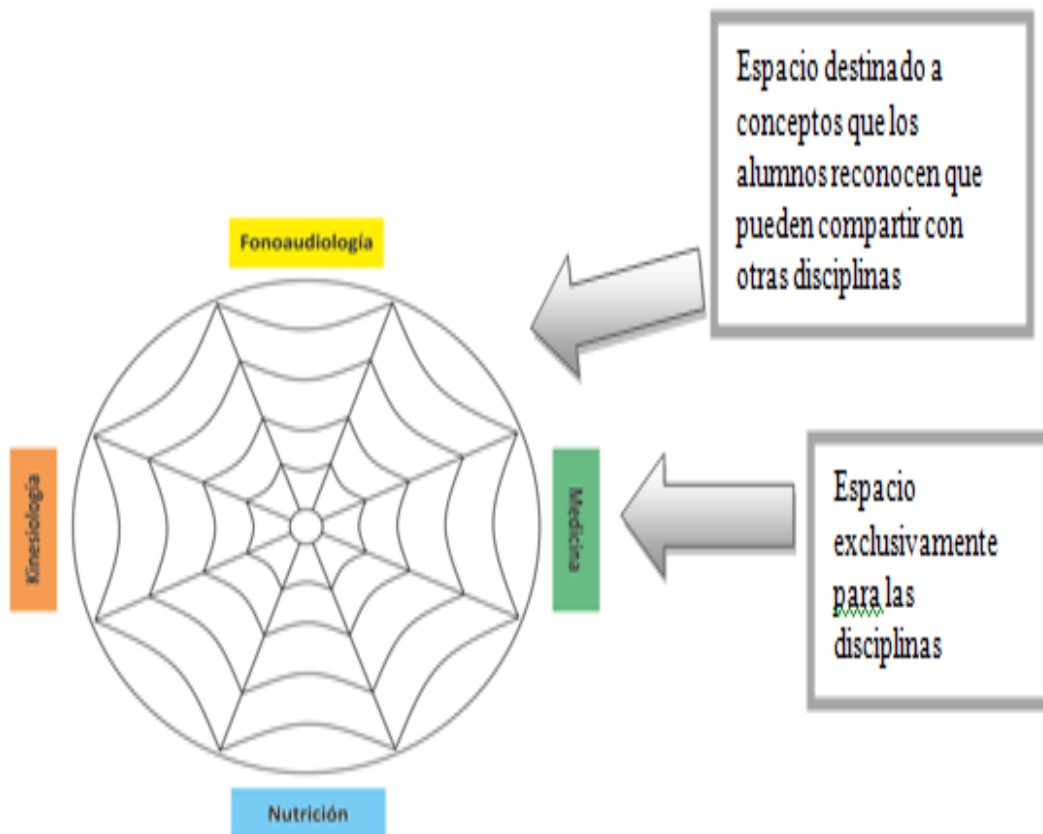 Espacio destinado a
conceptos que los
alumnos reconocen que
pueden compartir con
otras disciplinas
Fonoaudiología
Kinesiología
Medicina
Espacio
exclusivamente
para las
disciplinas
Nutrición